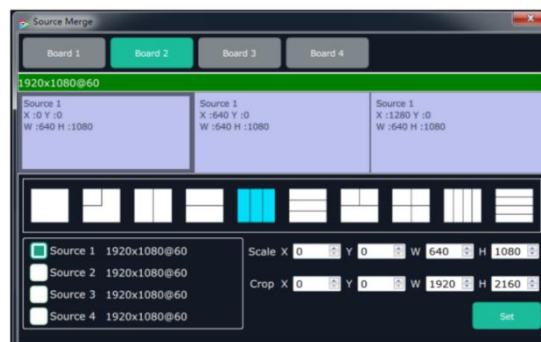 Source Merge
Board 1
Board 2
Board 3
Board 4
1920x1080@60
Source 1
X :0 Y :0
W :640 H :1080
Source 1
X :640 Y :0
W :640 H :1080
Source 1
X :1280 Y :0
W :640 H :1080
Source 1 1920x1080@60
Source 2 1920x1080@60
Source 3 1920x1080@60
Source 4 1920x1080@60
Scale X 0 Y 0 W 640 H 1080
Crop X 0 Y 0 W 1920 H 2160
Set